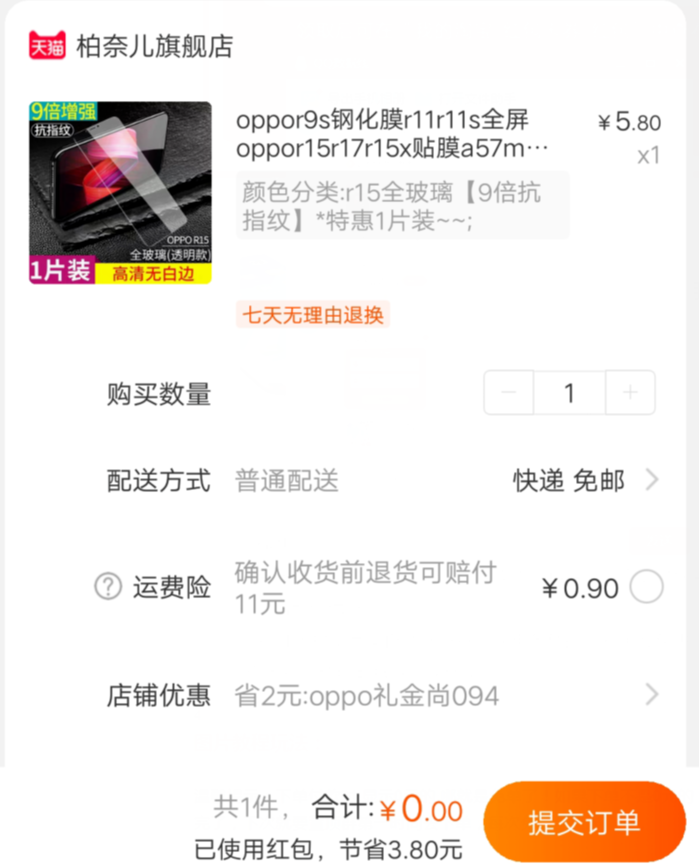 天猫 柏奈儿旗舰店
9倍增强
抗指纹
OPPO R15
全玻璃(透明款)
1片装 高清无白边
oppor9s钢化膜r11r11s全屏 ¥5.80
oppor15r17r15x贴膜a57m… x1
颜色分类:r15全玻璃【9倍抗
指纹】*特惠1片装~~;
七天无理由退换
购买数量 1
配送方式 普通配送 快递 免邮
? 运费险 确认收货前退货可赔付 ¥0.90
11元
店铺优惠 省2元:oppo礼金尚094
共1件, 合计:¥0.00 提交订单
已使用红包，节省3.80元